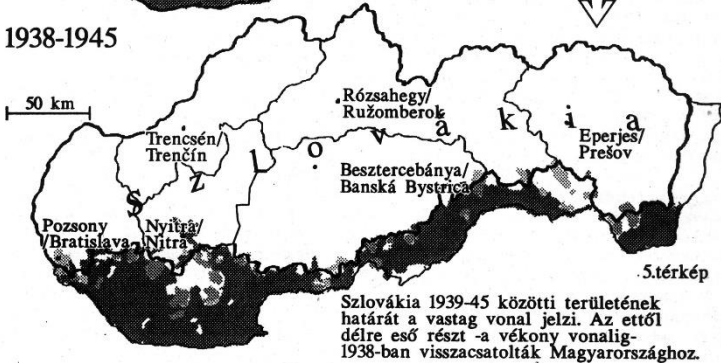 1938-1945
50 km
Rózsahegy/
Ružomberok
Trencsén/
Trenčín
Eperjes/
Prešov
Szlovákia
Besztercebánya/
Banská Bystrica
Pozsony
/Bratislava
Nyitra/
Nitra
5.térkép
Szlovákia 1939-45 közötti területének
határát a vastag vonal jelzi. Az ettől
délre eső részt -a vékony vonalig-
1938-ban visszacsatolták Magyarországhoz.